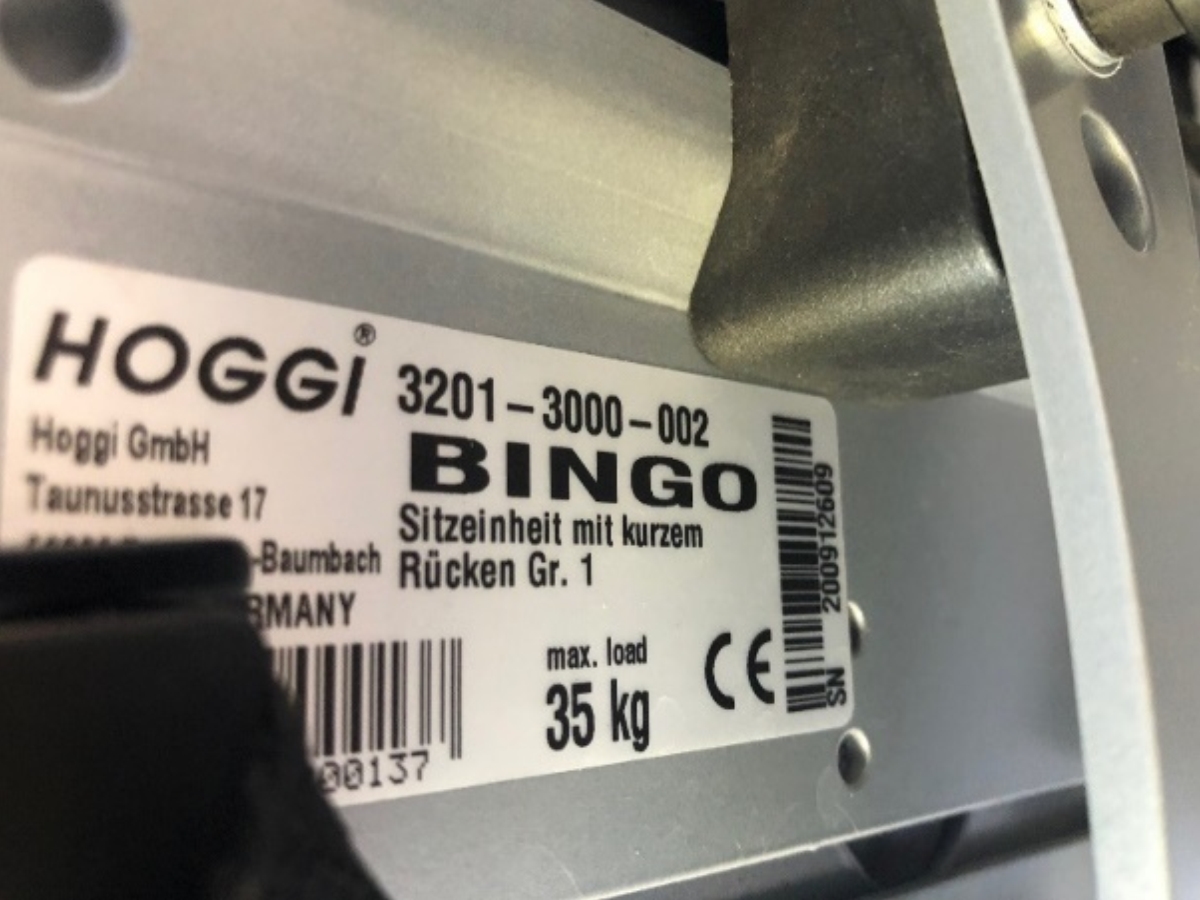 HOGGI®
Hoggi GmbH
Taunusstrasse 17
-Baumbach
RMANY
00137
3201-3000-002
BINGO
Sitzeinheit mit kurzem
Rücken Gr. 1
max. load
35 kg
CE
SN 200912609